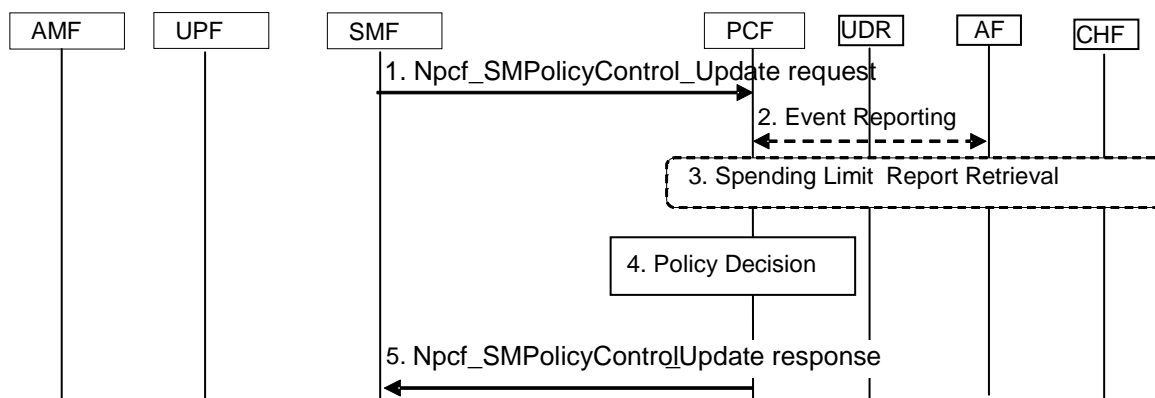 AMF
UPF
SMF
PCF
UDR
AF
CHF
1. Npcf_SMPolicyControl_Update request
2. Event Reporting
3. Spending Limit Report Retrieval
4. Policy Decision
5. Npcf_SMPolicyControl_Update response